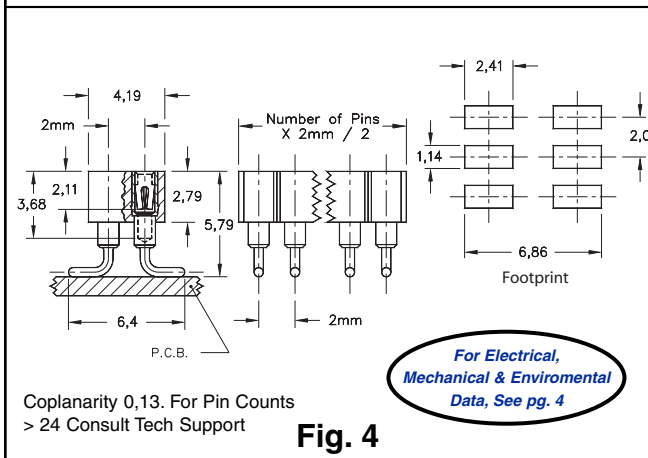 4,19
2mm
2,11
3,68
2,79
5,79
6,4
P.C.B.
Number of Pins
X 2mm / 2
2mm
2,41
1,14
2,0
6,86
Footprint
For Electrical,
Mechanical & Enviromental
Data, See pg. 4
Coplanarity 0,13. For Pin Counts
> 24 Consult Tech Support
Fig. 4